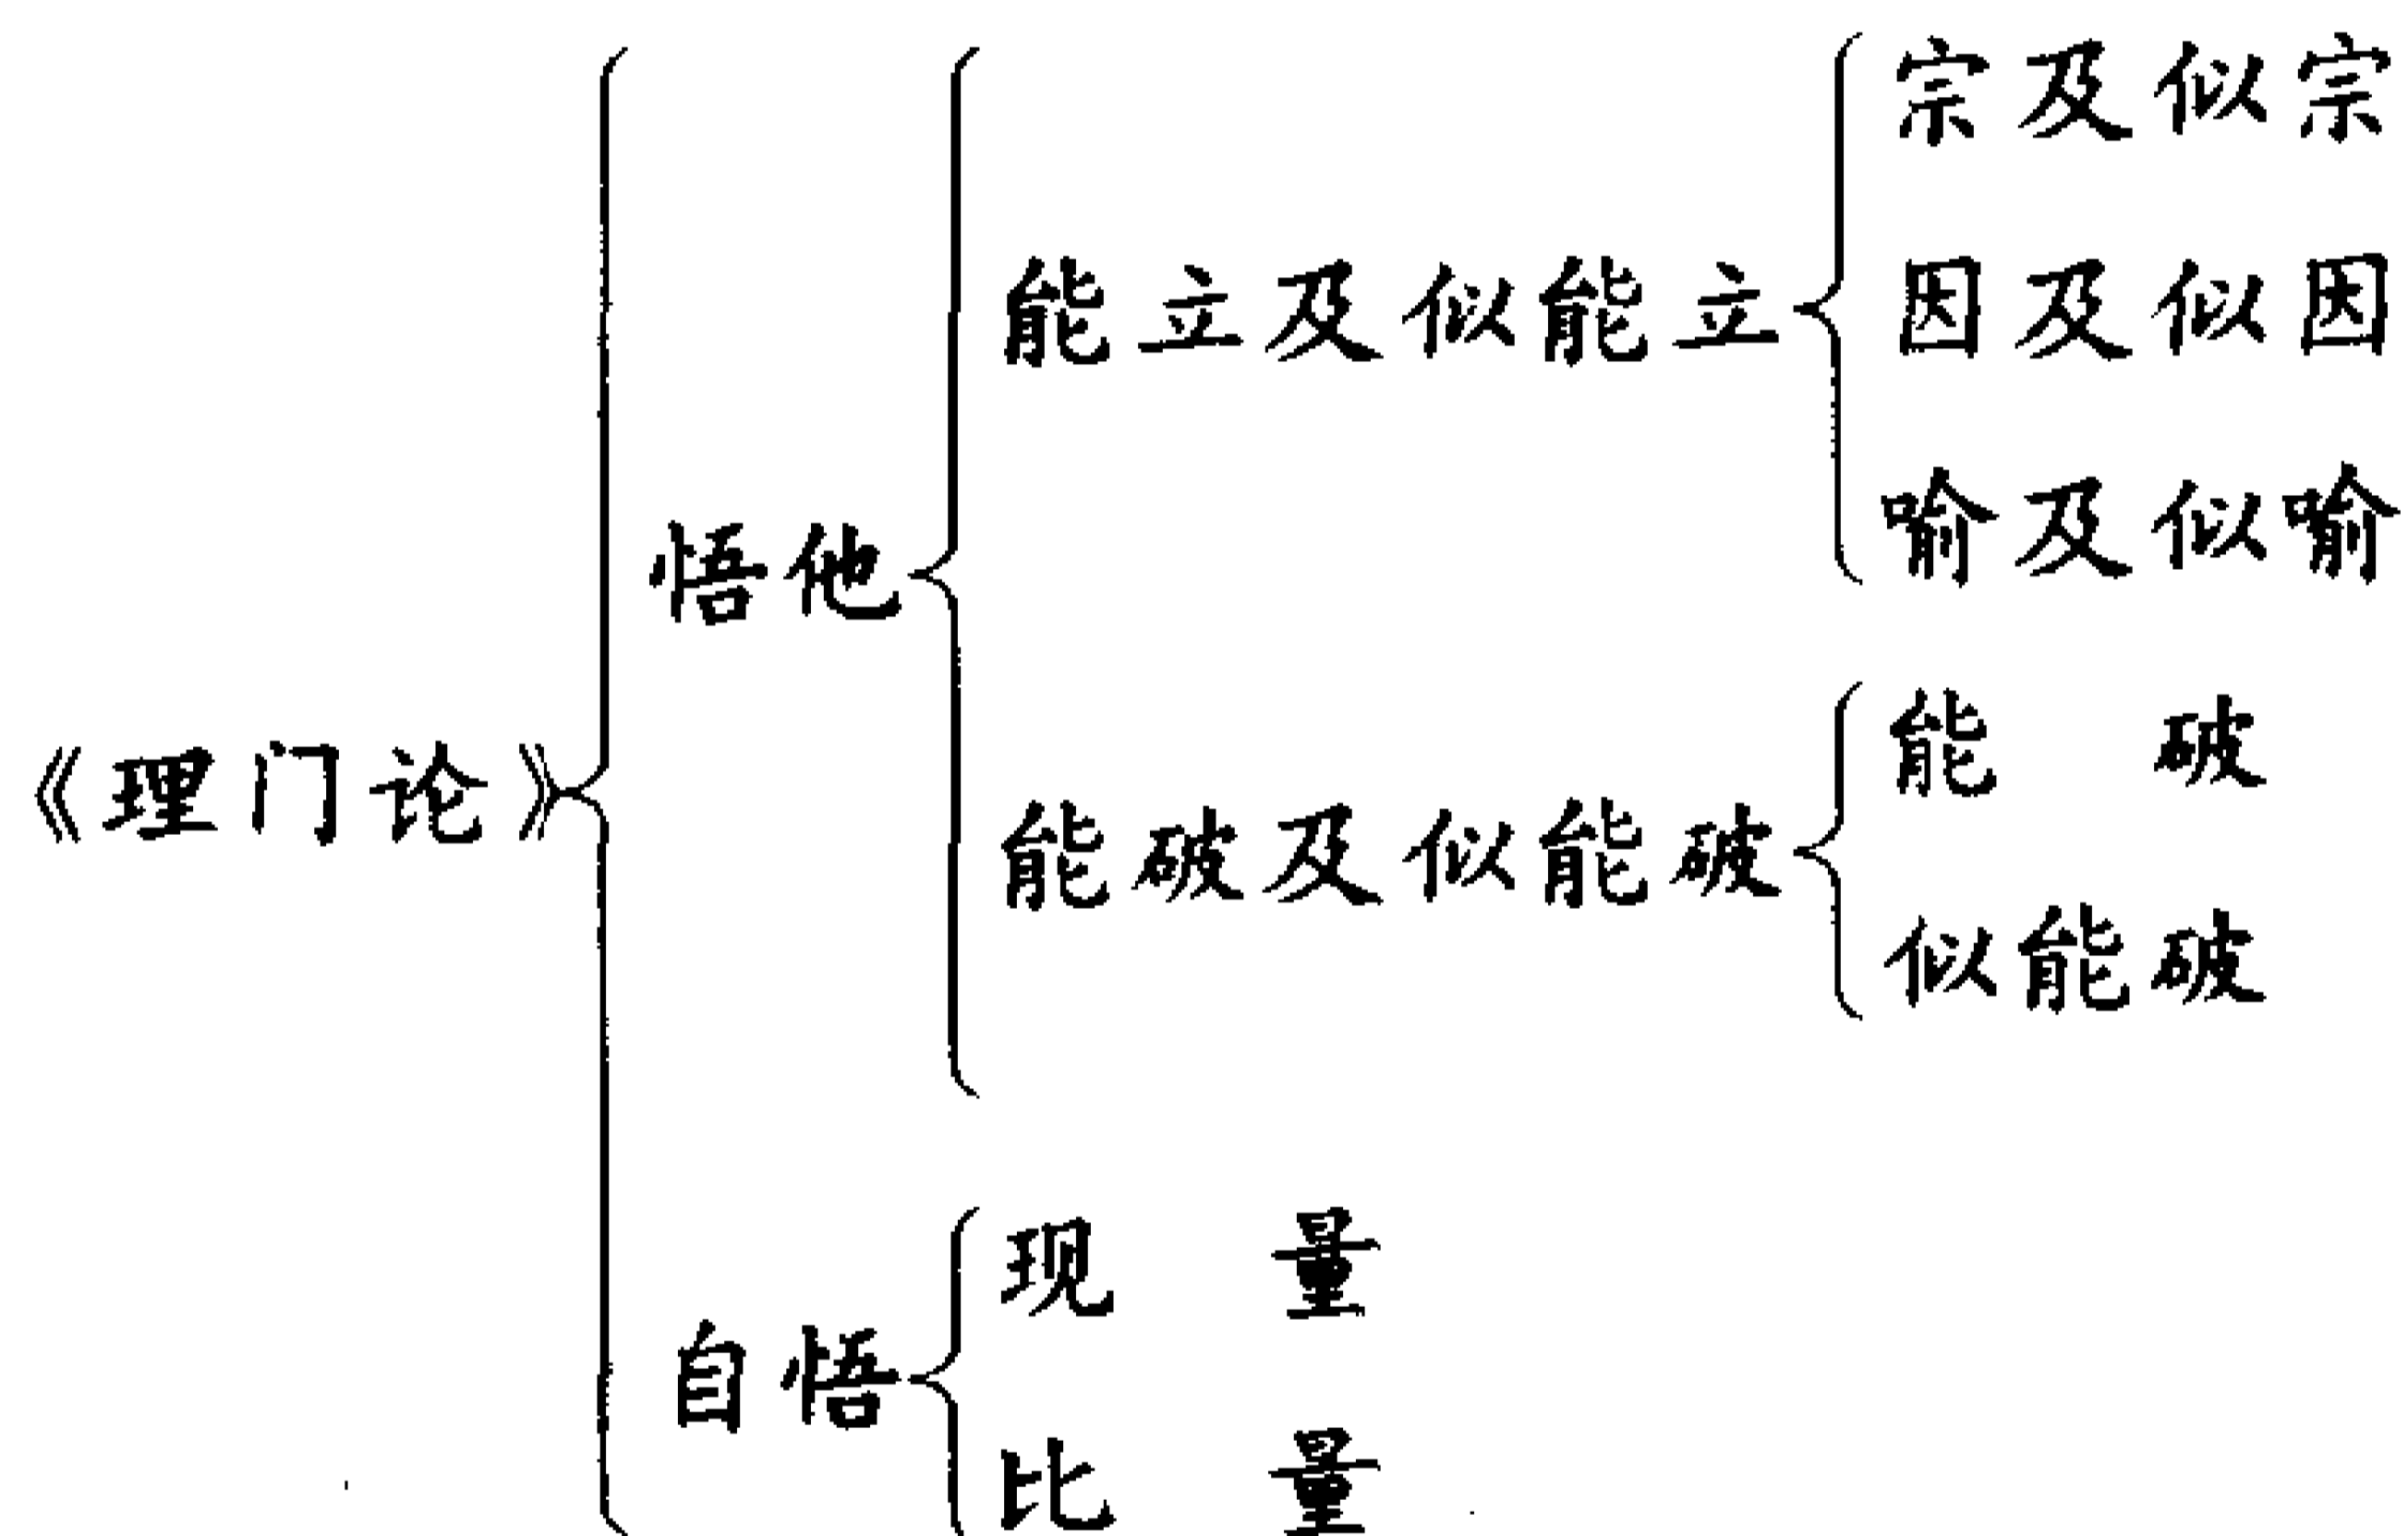 宗及似宗
能立及似能立
因及似因
喻及似喻
悟他
《理门论》
能破及似能破
能 破
似能破
自悟
现 量
比 量